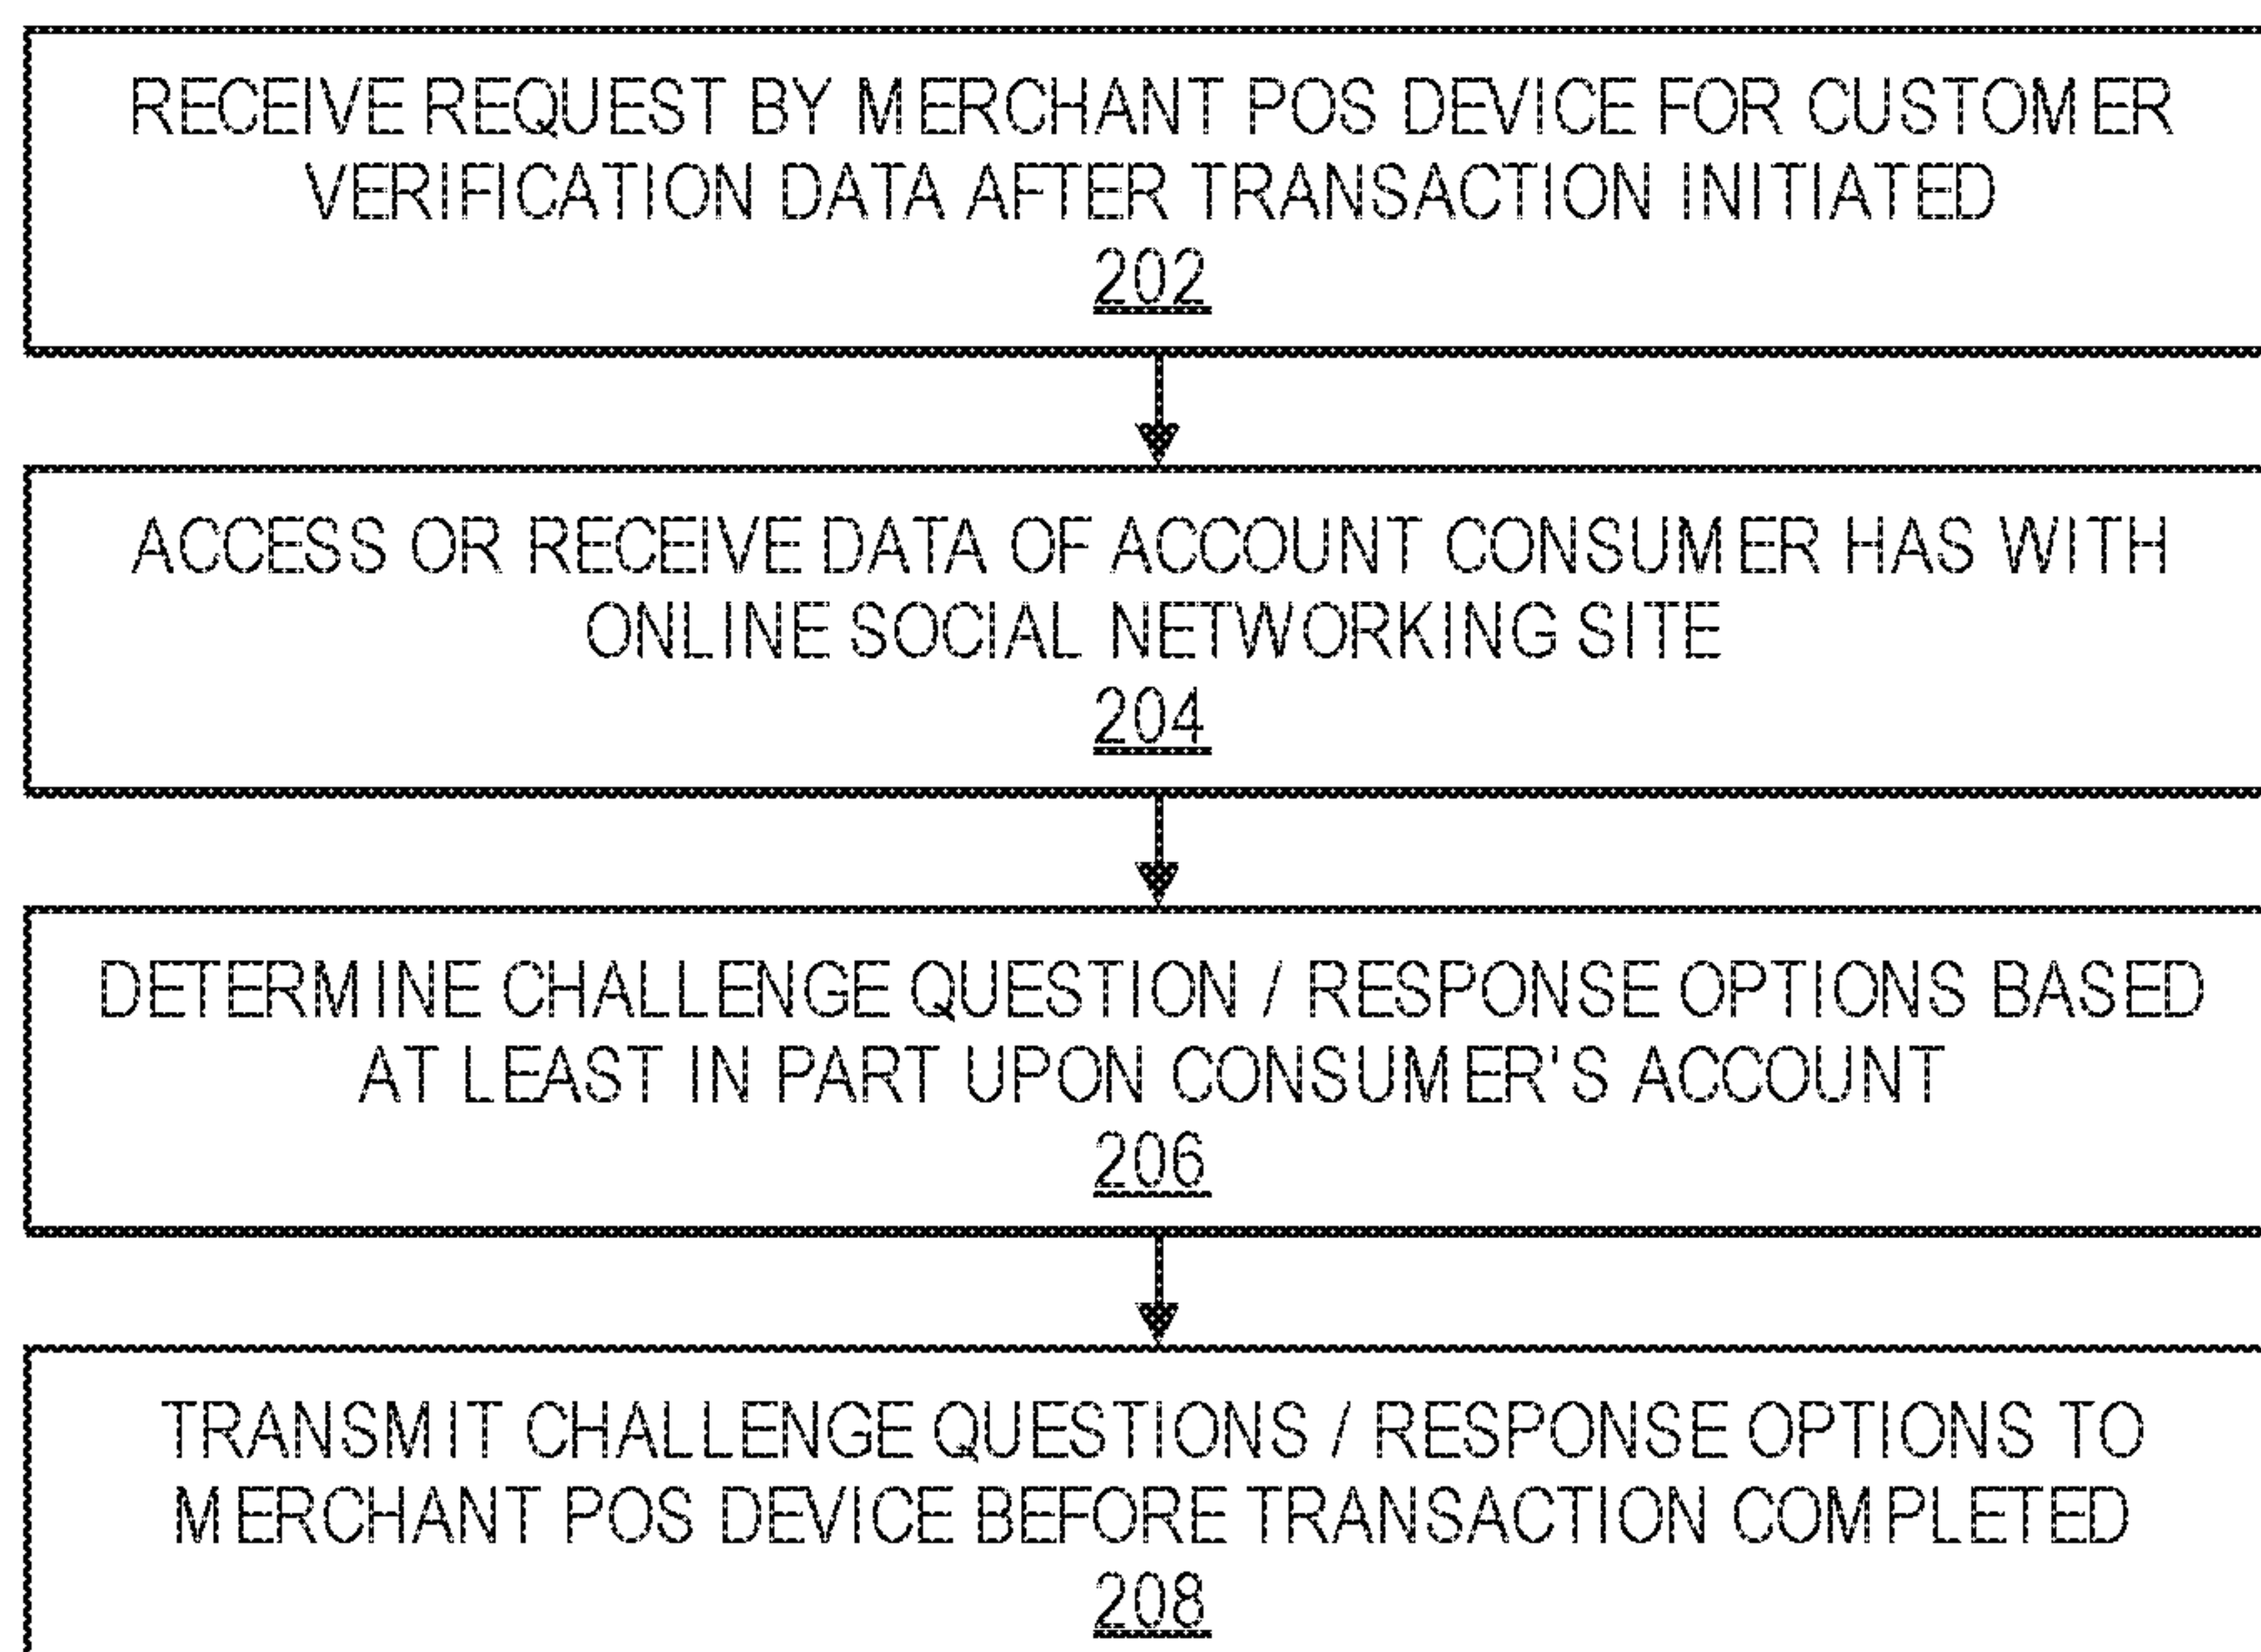 RECEIVE REQUEST BY MERCHANT POS DEVICE FOR CUSTOMER
VERIFICATION DATA AFTER TRANSACTION INITIATED
202
ACCESS OR RECEIVE DATA OF ACCOUNT CONSUMER HAS WITH
ONLINE SOCIAL NETWORKING SITE
204
DETERMINE CHALLENGE QUESTION / RESPONSE OPTIONS BASED
AT LEAST IN PART UPON CONSUMER'S ACCOUNT
206
TRANSMIT CHALLENGE QUESTIONS / RESPONSE OPTIONS TO
MERCHANT POS DEVICE BEFORE TRANSACTION COMPLETED
208